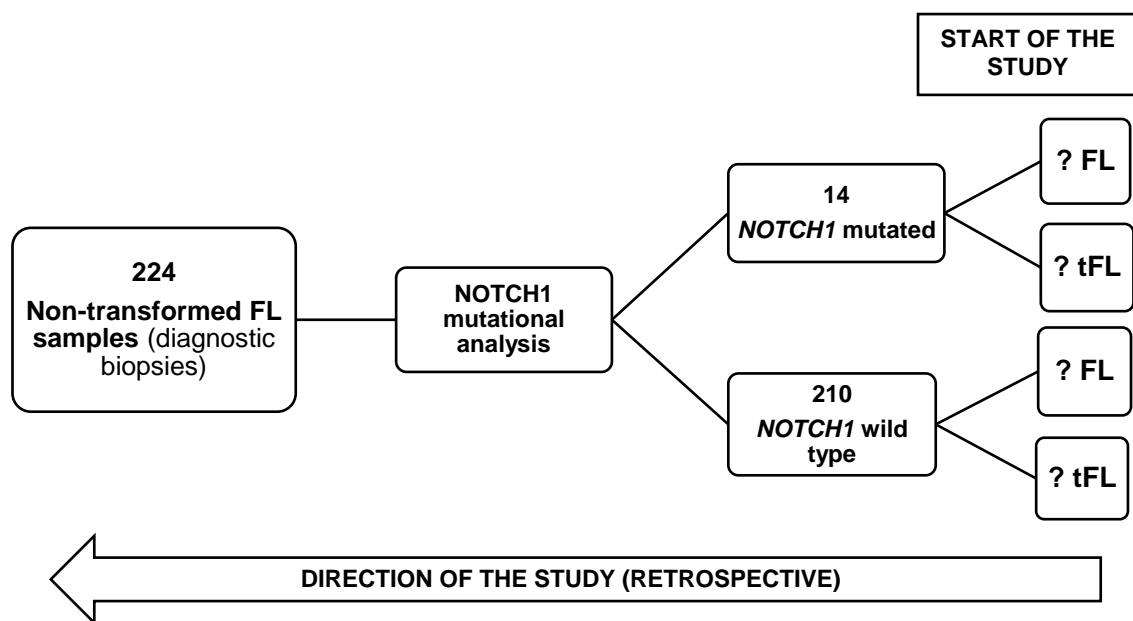 START OF THE
STUDY
224
Non-transformed FL
samples (diagnostic
biopsies)
NOTCH1
mutational
analysis
14
NOTCH1 mutated
210
NOTCH1 wild
type
? FL
? tFL
? FL
? tFL
DIRECTION OF THE STUDY (RETROSPECTIVE)